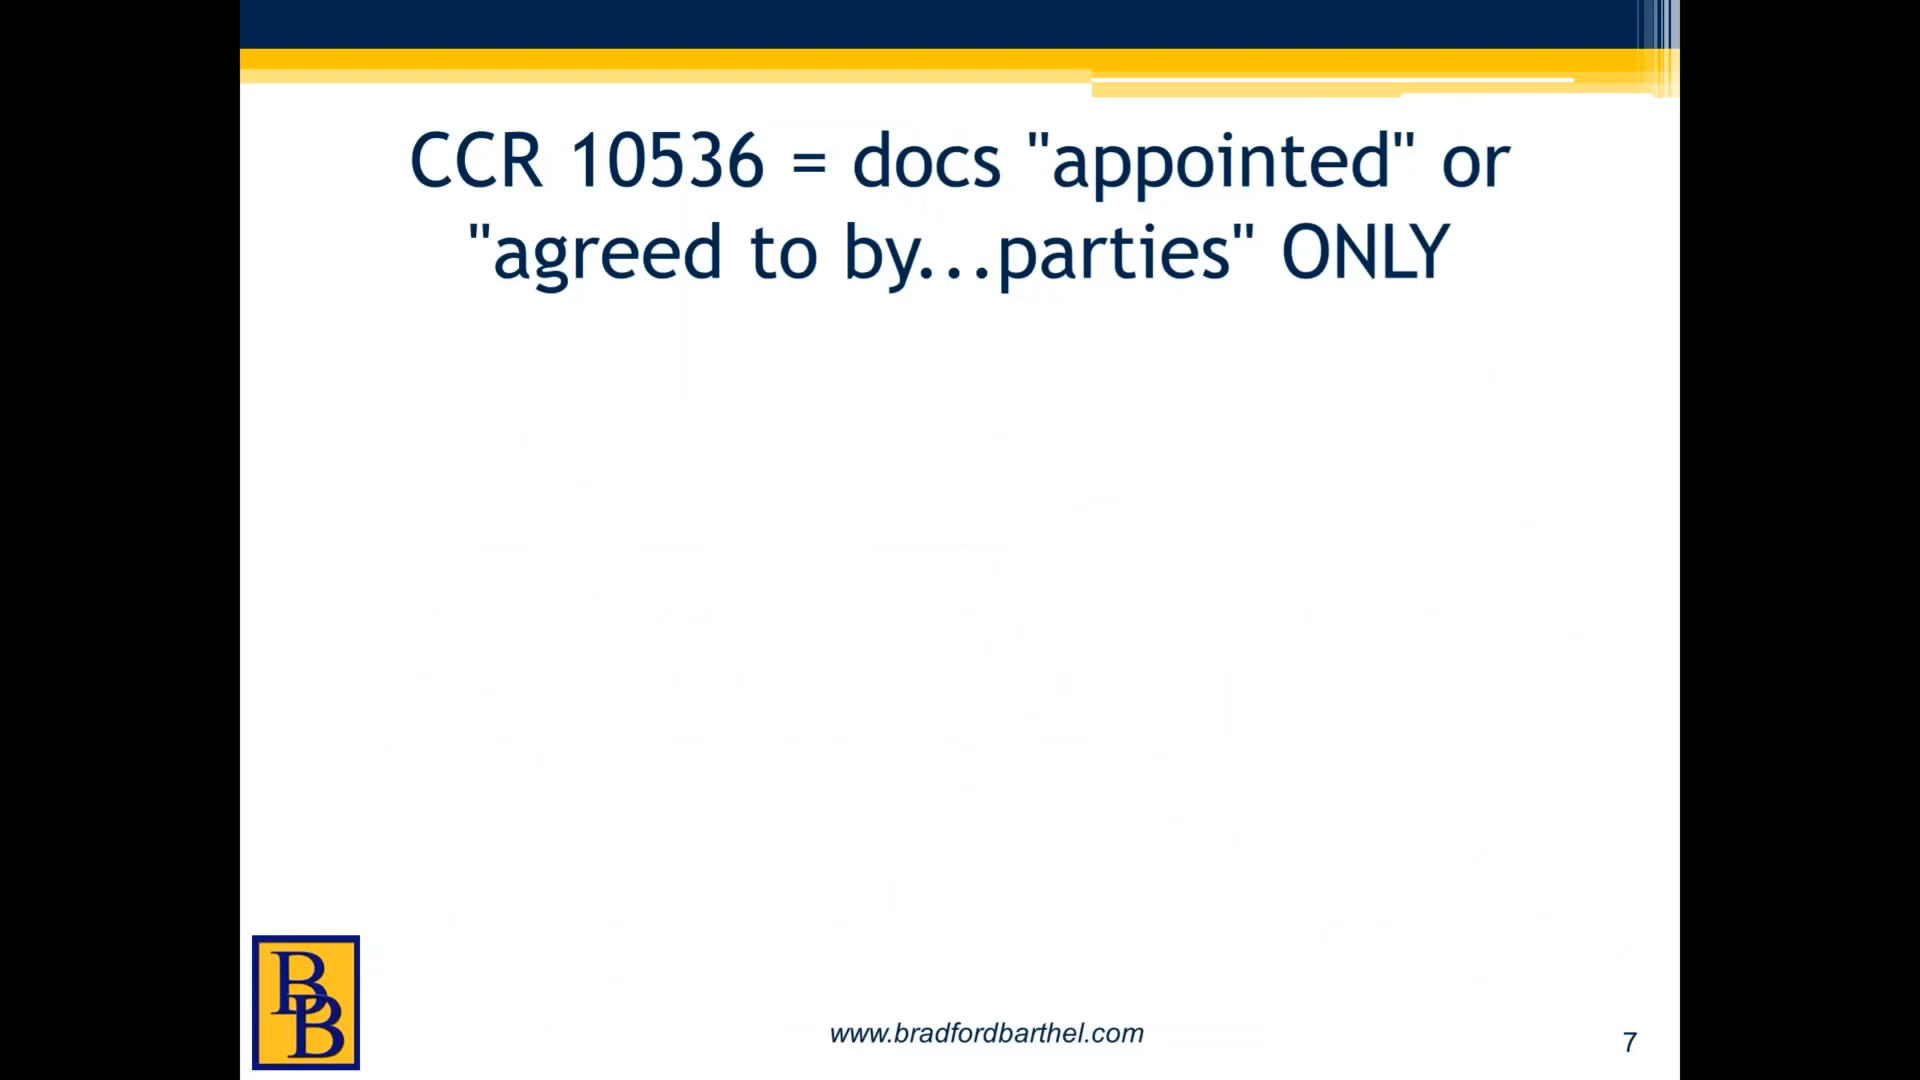 CCR 10536 = docs "appointed" or
"agreed to by...parties" ONLY
BB
www.bradfordbarthel.com
7